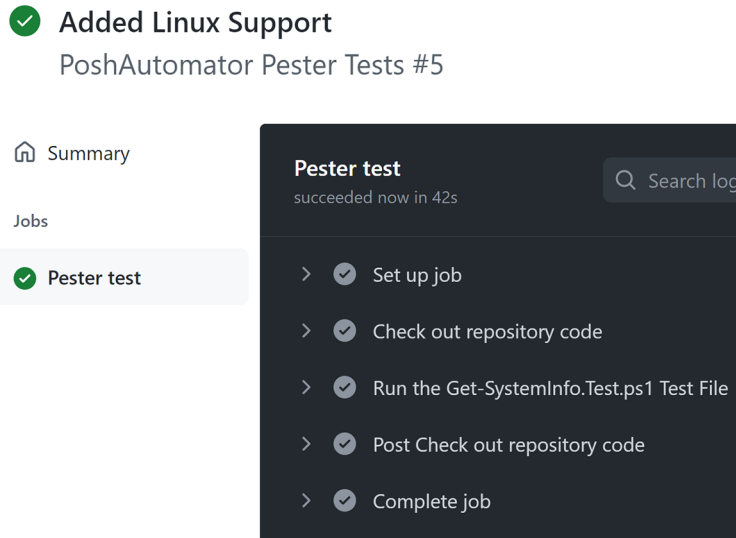 Added Linux Support
PoshAutomator Pester Tests #5
Summary
Jobs
Pester test
Pester test
succeeded now in 42s
Search log
Set up job
Check out repository code
Run the Get-SystemInfo.Test.ps1 Test File
Post Check out repository code
Complete job